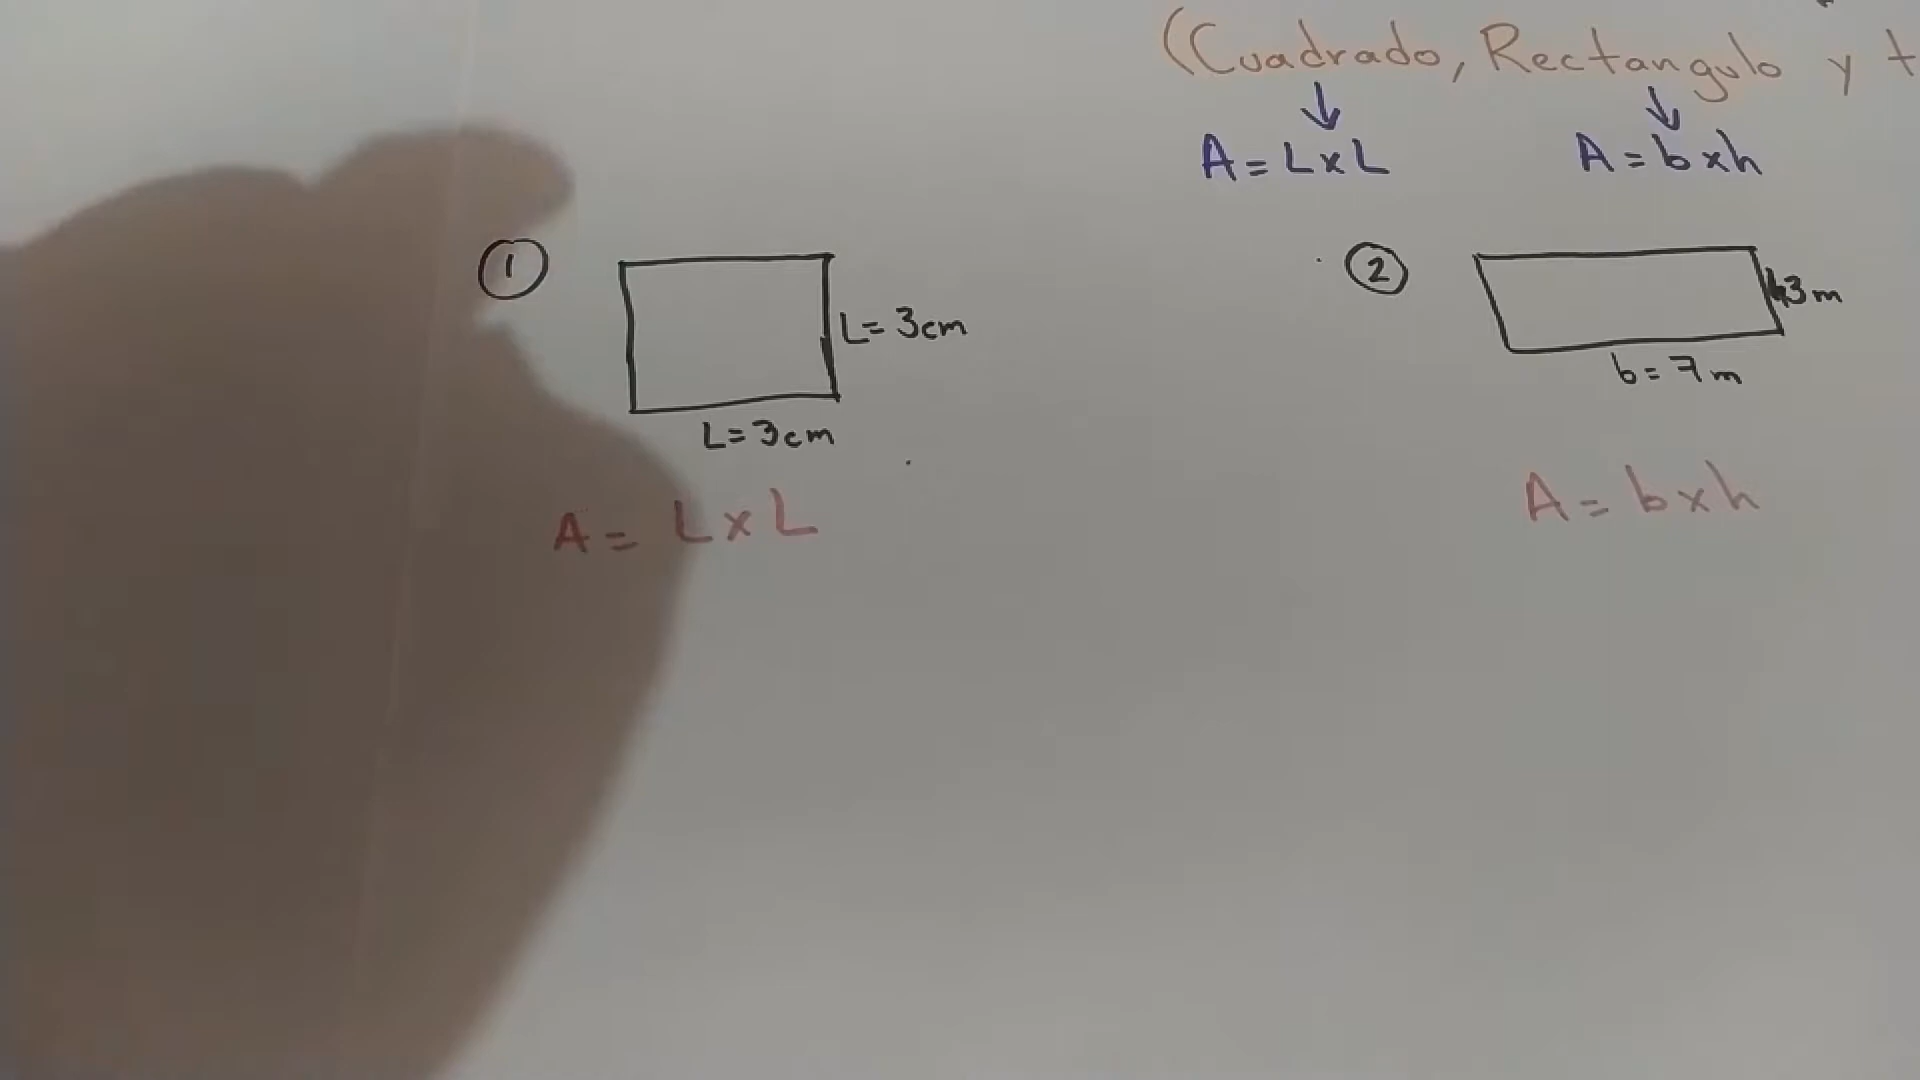 (Cuadrado, Rectangulo y
A = L x L A = b x h
1 2
L = 3cm 3m
L = 3cm b = 7m
A = L x L A = b x h